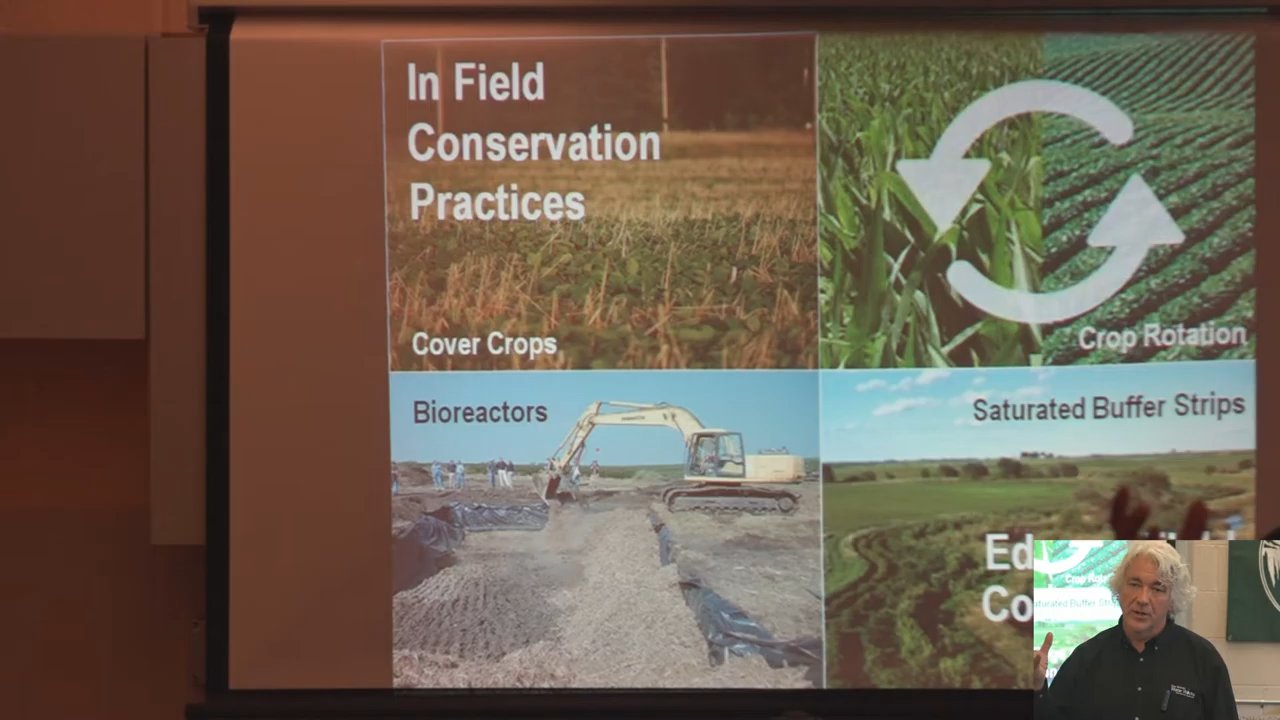 In Field
Conservation
Practices
Cover Crops
Crop Rotation
Bioreactors
Saturated Buffer Strips